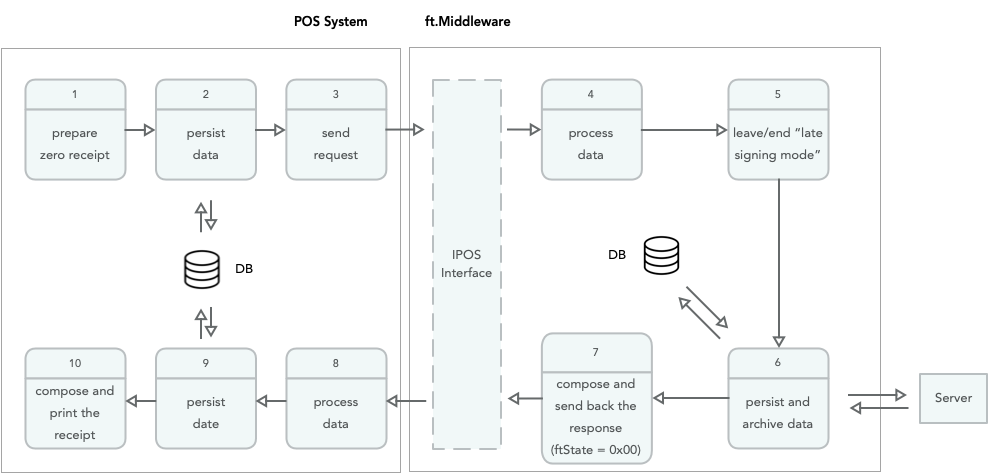 POS System
ft.Middleware
1
prepare
zero receipt
2
persist
data
3
send
request
4
process
data
5
leave/end “late
signing mode”
DB
IPOS
Interface
DB
10
compose and
print the
receipt
9
persist
date
8
process
data
7
compose and
send back the
response
(ftState = 0x00)
6
persist and
archive data
Server